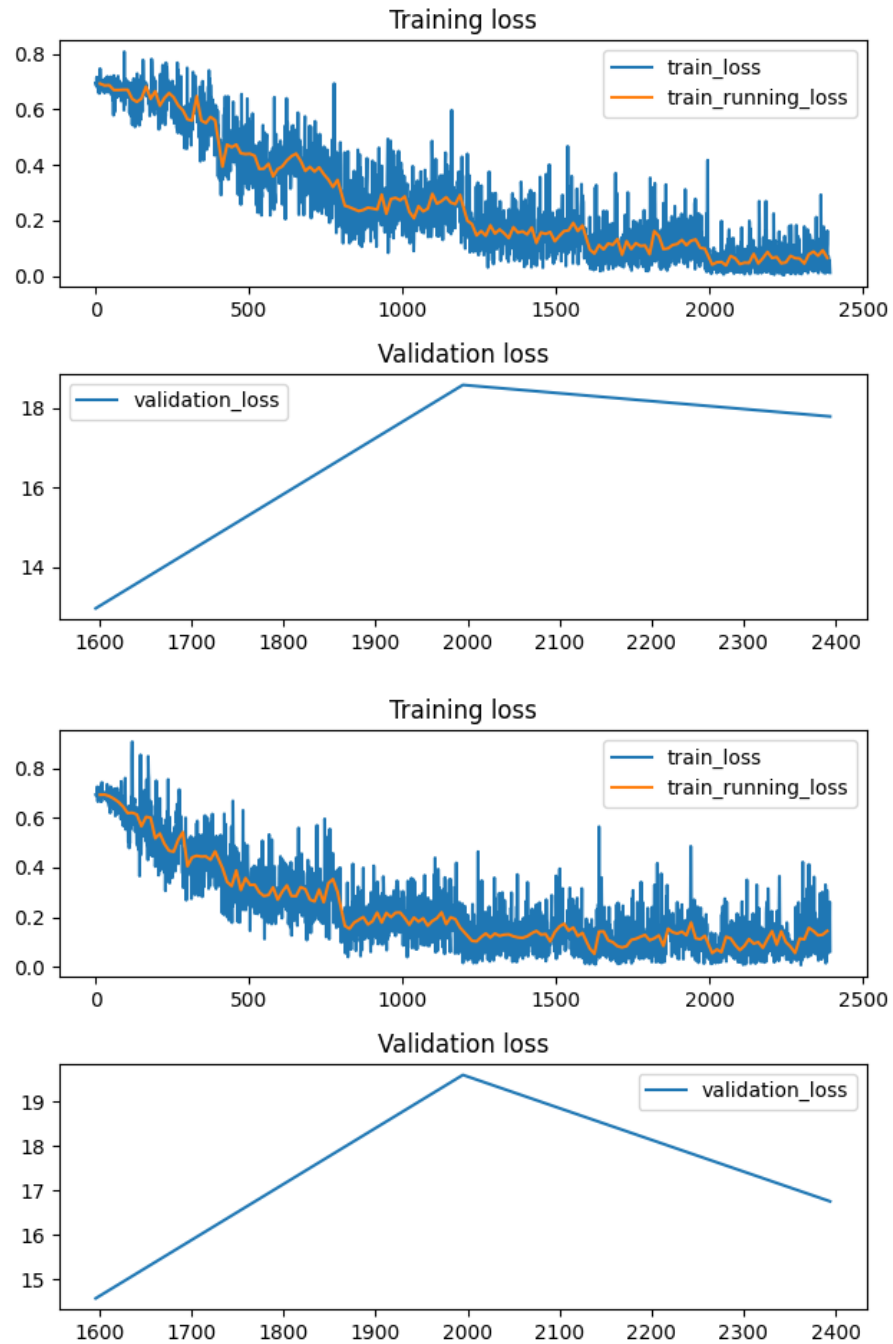 Training loss
0.8
0.6
0.4
0.2
0.0
train_loss
train_running_loss
0 500 1000 1500 2000 2500
Validation loss
18
16
14
validation_loss
1600 1700 1800 1900 2000 2100 2200 2300 2400
Training loss
0.8
0.6
0.4
0.2
0.0
train_loss
train_running_loss
0 500 1000 1500 2000 2500
Validation loss
19
18
17
16
15
validation_loss
1600 1700 1800 1900 2000 2100 2200 2300 2400